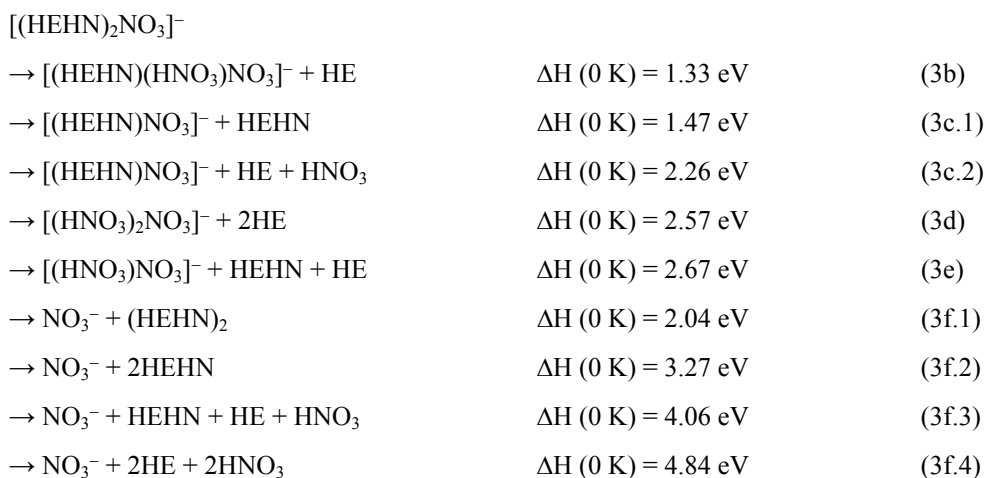 [(HEHN)₂NO₃]⁻
→ [(HEHN)(HNO₃)NO₃]⁻ + HE ΔH (0 K) = 1.33 eV (3b)
→ [(HEHN)NO₃]⁻ + HEHN ΔH (0 K) = 1.47 eV (3c.1)
→ [(HEHN)NO₃]⁻ + HE + HNO₃ ΔH (0 K) = 2.26 eV (3c.2)
→ [(HNO₃)₂NO₃]⁻ + 2HE ΔH (0 K) = 2.57 eV (3d)
→ [(HNO₃)NO₃]⁻ + HEHN + HE ΔH (0 K) = 2.67 eV (3e)
→ NO₃⁻ + (HEHN)₂ ΔH (0 K) = 2.04 eV (3f.1)
→ NO₃⁻ + 2HEHN ΔH (0 K) = 3.27 eV (3f.2)
→ NO₃⁻ + HEHN + HE + HNO₃ ΔH (0 K) = 4.06 eV (3f.3)
→ NO₃⁻ + 2HE + 2HNO₃ ΔH (0 K) = 4.84 eV (3f.4)